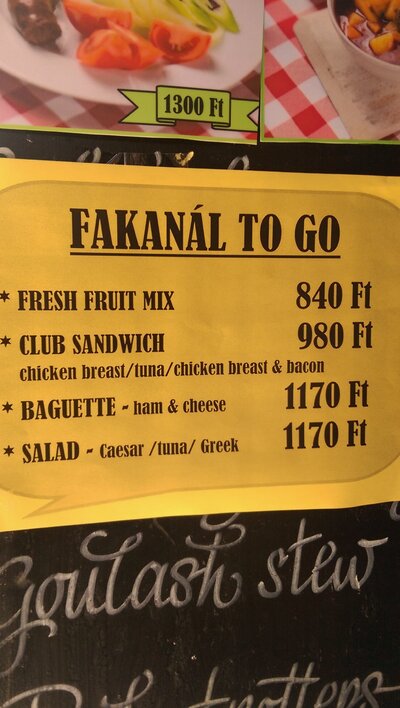 1300 Ft
FAKANÁL TO GO
* FRESH FRUIT MIX 840 Ft
* CLUB SANDWICH 980 Ft
chicken breast/tuna/chicken breast & bacon
* BAGUETTE - ham & cheese 1170 Ft
* SALAD - Caesar /tuna/ Greek 1170 Ft
Goulash stew
trotters